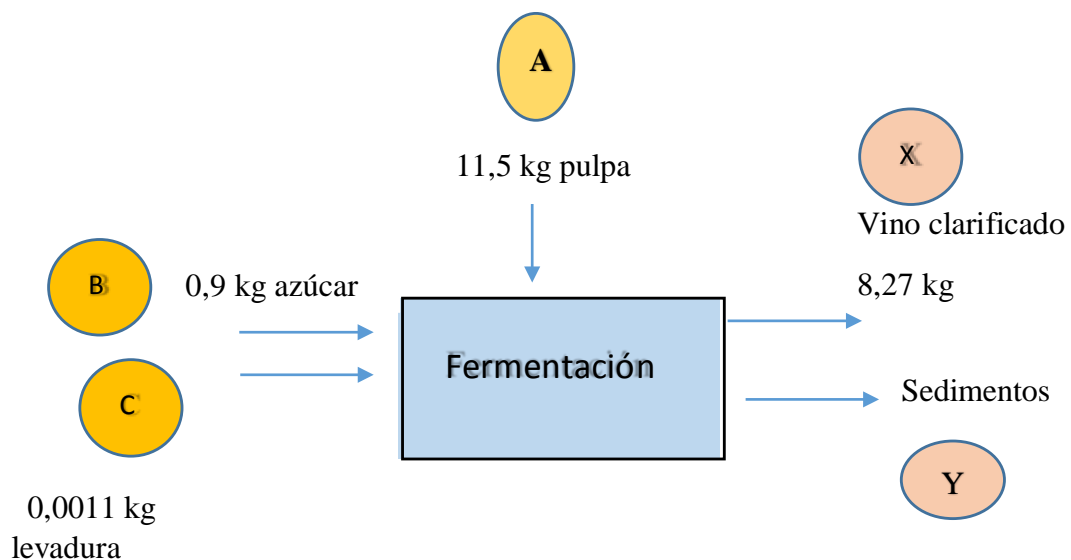 A
11,5 kg pulpa
X
Vino clarificado
8,27 kg
B
0,9 kg azúcar
Fermentación
C
Sedimentos
Y
0,0011 kg
levadura